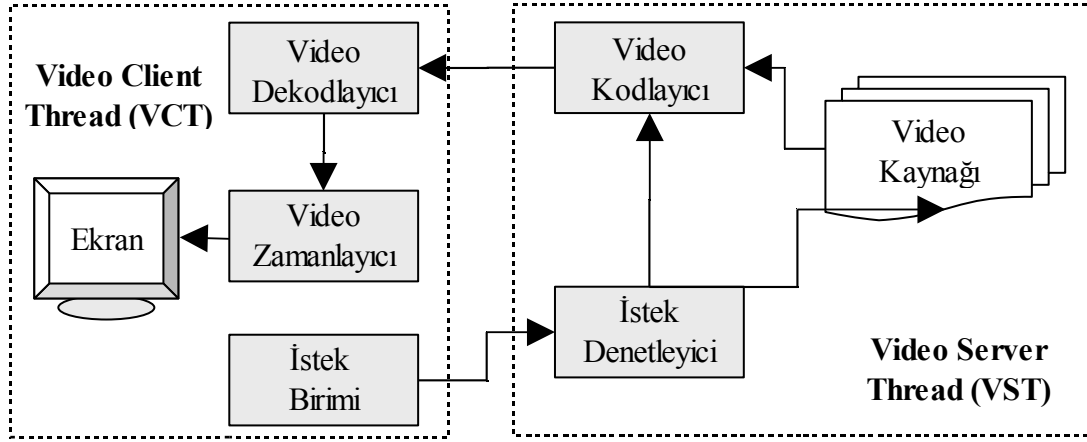 Video Client
Thread (VCT)
Video
Dekodlayıcı
Ekran
Video
Zamanlayıcı
İstek
Birimi
Video
Kodlayıcı
Video
Kaynağı
İstek
Denetleyici
Video Server
Thread (VST)